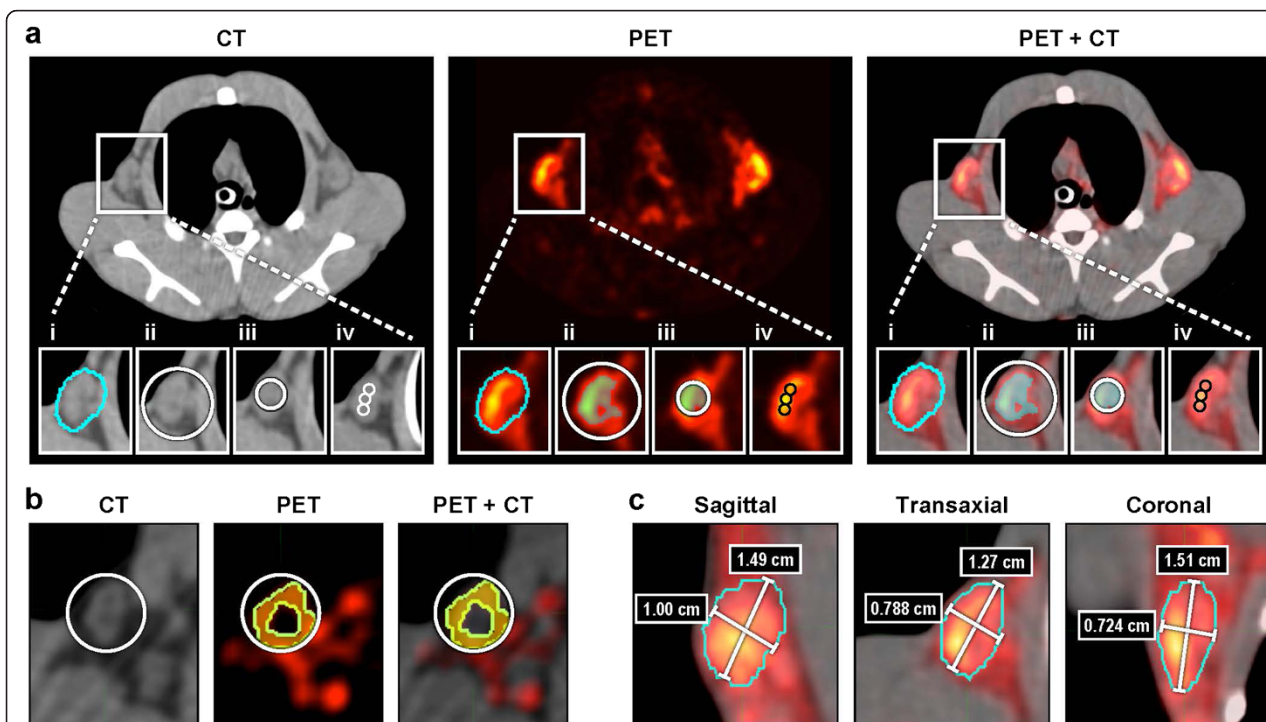 a
CT PET PET + CT
i ii iii iv i ii iii iv i ii iii iv
b CT PET PET + CT c Sagittal Transaxial Coronal
1.49 cm 1.27 cm 1.51 cm
1.00 cm 0.788 cm 0.724 cm